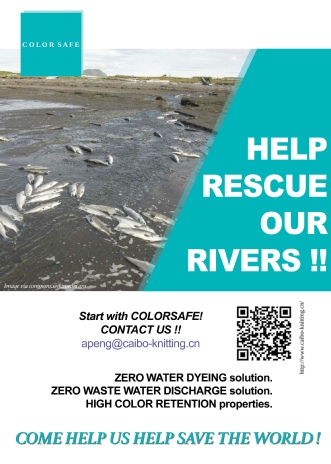 COLOR SAFE
HELP
RESCUE
OUR
RIVERS !!
Image via
Start with COLORSAFE!
CONTACT US !!
apeng@caibo-knitting.cn
http://www.caibo-knitting.cn/
ZERO WATER DYEING solution.
ZERO WASTE WATER DISCHARGE solution.
HIGH COLOR RETENTION properties.
COME HELP US HELP SAVE THE WORLD !